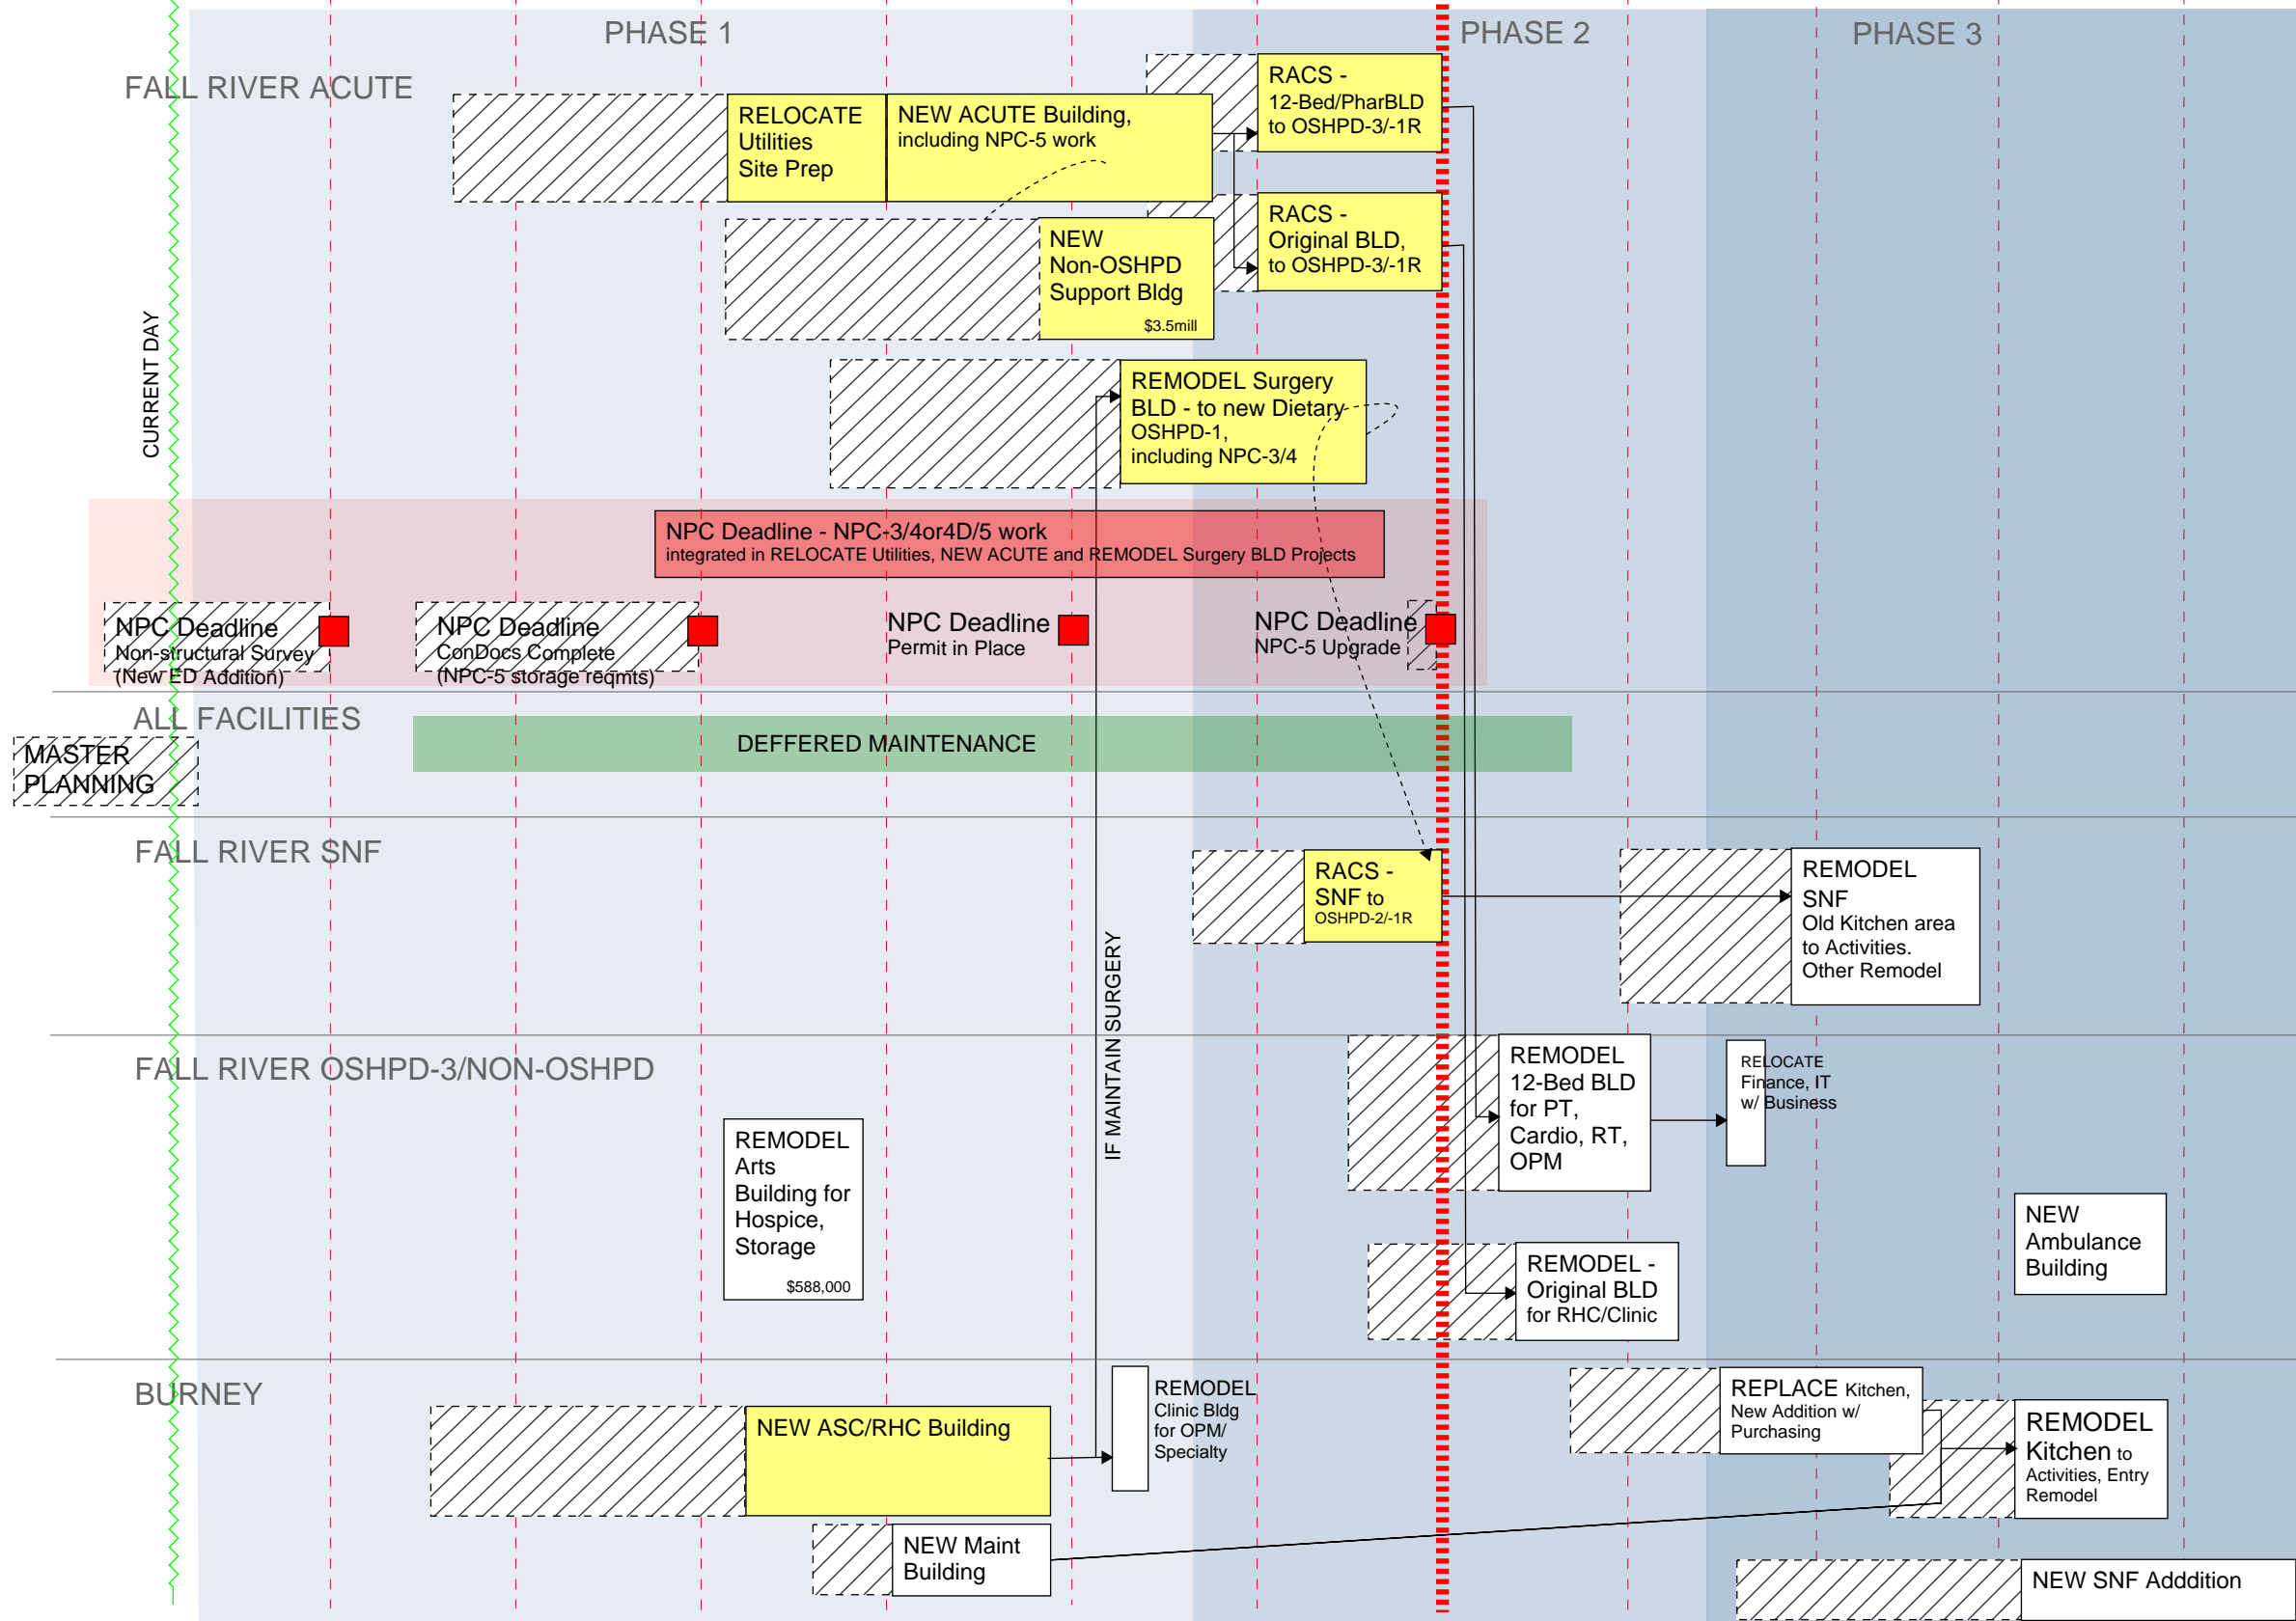 PHASE 1
PHASE 2
PHASE 3
FALL RIVER ACUTE
RELOCATE
Utilities
Site Prep
NEW ACUTE Building,
including NPC-5 work
RACS -
12-Bed/PharBLD
to OSHPD-3/-1R
RACS -
Original BLD,
to OSHPD-3/-1R
NEW
Non-OSHPD
Support Bldg
$3.5mill
CURRENT DAY
REMODEL Surgery
BLD - to new Dietary
OSHPD-1,
including NPC-3/4
NPC Deadline - NPC-3/4or4D/5 work
integrated in RELOCATE Utilities, NEW ACUTE and REMODEL Surgery BLD Projects
NPC Deadline
Non-structural Survey
(New ED Addition)
NPC Deadline
ConDocs Complete
(NPC-5 storage reqmts)
NPC Deadline
Permit in Place
NPC Deadline
NPC-5 Upgrade
ALL FACILITIES
MASTER
PLANNING
DEFFERED MAINTENANCE
FALL RIVER SNF
RACS -
SNF to
OSHPD-2/-1R
REMODEL
SNF
Old Kitchen area
to Activities.
Other Remodel
IF MAINTAIN SURGERY
FALL RIVER OSHPD-3/NON-OSHPD
REMODEL
Arts
Building for
Hospice,
Storage
$588,000
REMODEL
12-Bed BLD
for PT,
Cardio, RT,
OPM
RELOCATE
Finance, IT
w/ Business
NEW
Ambulance
Building
REMODEL -
Original BLD
for RHC/Clinic
BURNEY
NEW ASC/RHC Building
REMODEL
Clinic Bldg
for OPM/
Specialty
REPLACE Kitchen,
New Addition w/
Purchasing
REMODEL
Kitchen to
Activities, Entry
Remodel
NEW Maint
Building
NEW SNF Adddition